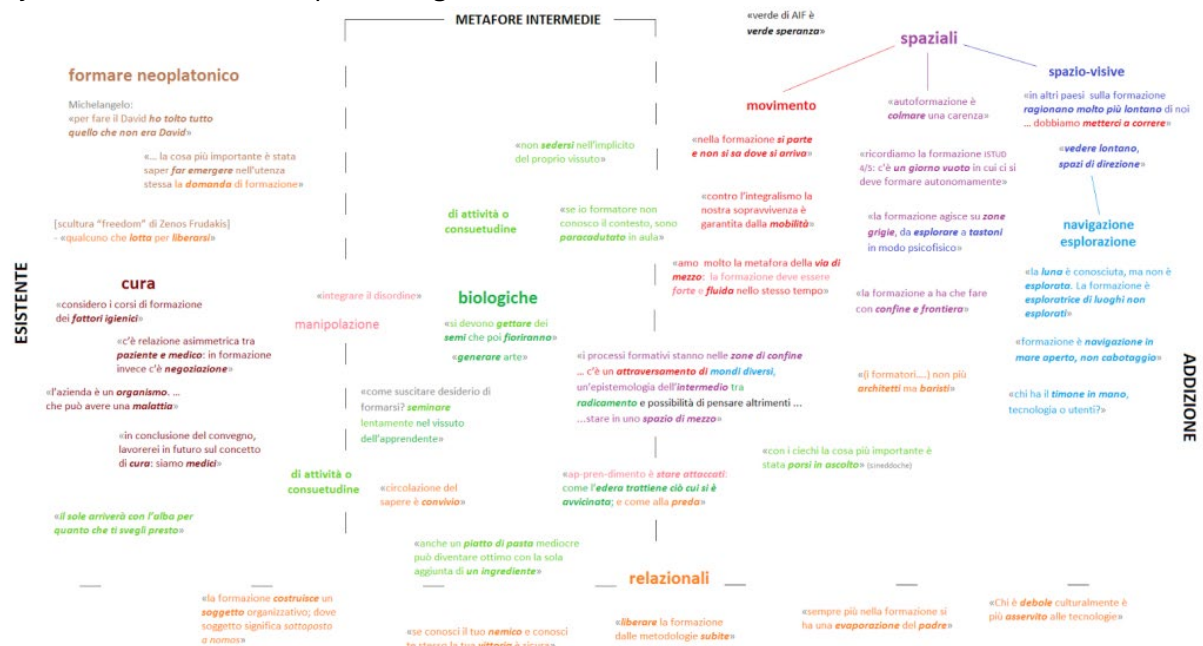 METAFORE INTERMEDIE
«verde di AIF è
verde speranza»
spaziali
formare neoplatonico
spazio-visive
Michelangelo:
«per fare il David ho tolto tutto
quello che non era David»
movimento
«autoformazione è
colmare una carenza»
«in altri paesi sulla formazione
ragionano molto più lontano di noi
... dobbiamo metterci a correre»
«... la cosa più importante è stata
saper far emergere nell'utenza
stessa la domanda di formazione»
«non sedersi nell'implicito
del proprio vissuto»
«nella formazione si parte
e non si sa dove si arriva»
«ricordiamo la formazione ISTUD
4/5: c'è un giorno vuoto in cui ci si
deve formare autonomamente»
«vedere lontano,
spazi di direzione»
[scultura "freedom" di Zenos Frudakis]
- «qualcuno che lotta per liberarsi»
di attività o
consuetudine
«se io formatore non
conosco il contesto, sono
paracadutato in aula»
«contro l'integralismo la
nostra sopravvivenza è
garantita dalla mobilità»
«la formazione agisce su zone
grigie, da esplorare a tastoni
in modo psicofisico»
navigazione
esplorazione
ESISTENTE
cura
«considero i corsi di formazione
dei fattori igienici»
«integrare il disordine»
biologiche
«amo molto la metafora della via di
mezzo: la formazione deve essere
forte e fluida nello stesso tempo»
«la formazione a ha che fare
con confine e frontiera»
«la luna è conosciuta, ma non è
esplorata. La formazione è
esploratrice di luoghi non
esplorati»
manipolazione
«si devono gettare dei
semi che poi fioriranno»
«c'è relazione asimmetrica tra
paziente e medico: in formazione
invece c'è negoziazione»
«generare arte»
«i processi formativi stanno nelle zone di confine
... c'è un attraversamento di mondi diversi,
un'epistemologia dell'intermedio tra
radicamento e possibilità di pensare altrimenti ...
...stare in uno spazio di mezzo»
«(i formatori....) non più
architetti ma baristi»
«formazione è navigazione in
mare aperto, non cabotaggio»
ADDIZIONE
«l'azienda è un organismo. ...
che può avere una malattia»
«come suscitare desiderio di
formarsi? seminare
lentamente nel vissuto
dell'apprendente»
«chi ha il timone in mano,
tecnologia o utenti?»
«in conclusione del convegno,
lavorerei in futuro sul concetto
di cura: siamo medici»
«con i ciechi la cosa più importante è
stata porsi in ascolto» (sineddoche)
di attività o
consuetudine
«circolazione del
sapere è convivio»
«ap-pren-dimento è stare attaccati:
come l'edera trattiene ciò cui si è
avvicinata; e come alla preda»
«il sole arriverà con l'alba per
quanto che ti svegli presto»
«anche un piatto di pasta mediocre
può diventare ottimo con la sola
aggiunta di un ingrediente»
relazionali
«la formazione costruisce un
soggetto organizzativo; dove
soggetto significa sottoposto
a nomos»
«se conosci il tuo nemico e conosci
«liberare la formazione
dalle metodologie subite»
«sempre più nella formazione si
ha una evaporazione del padre»
«Chi è debole culturalmente è
più asservito alle tecnologie»